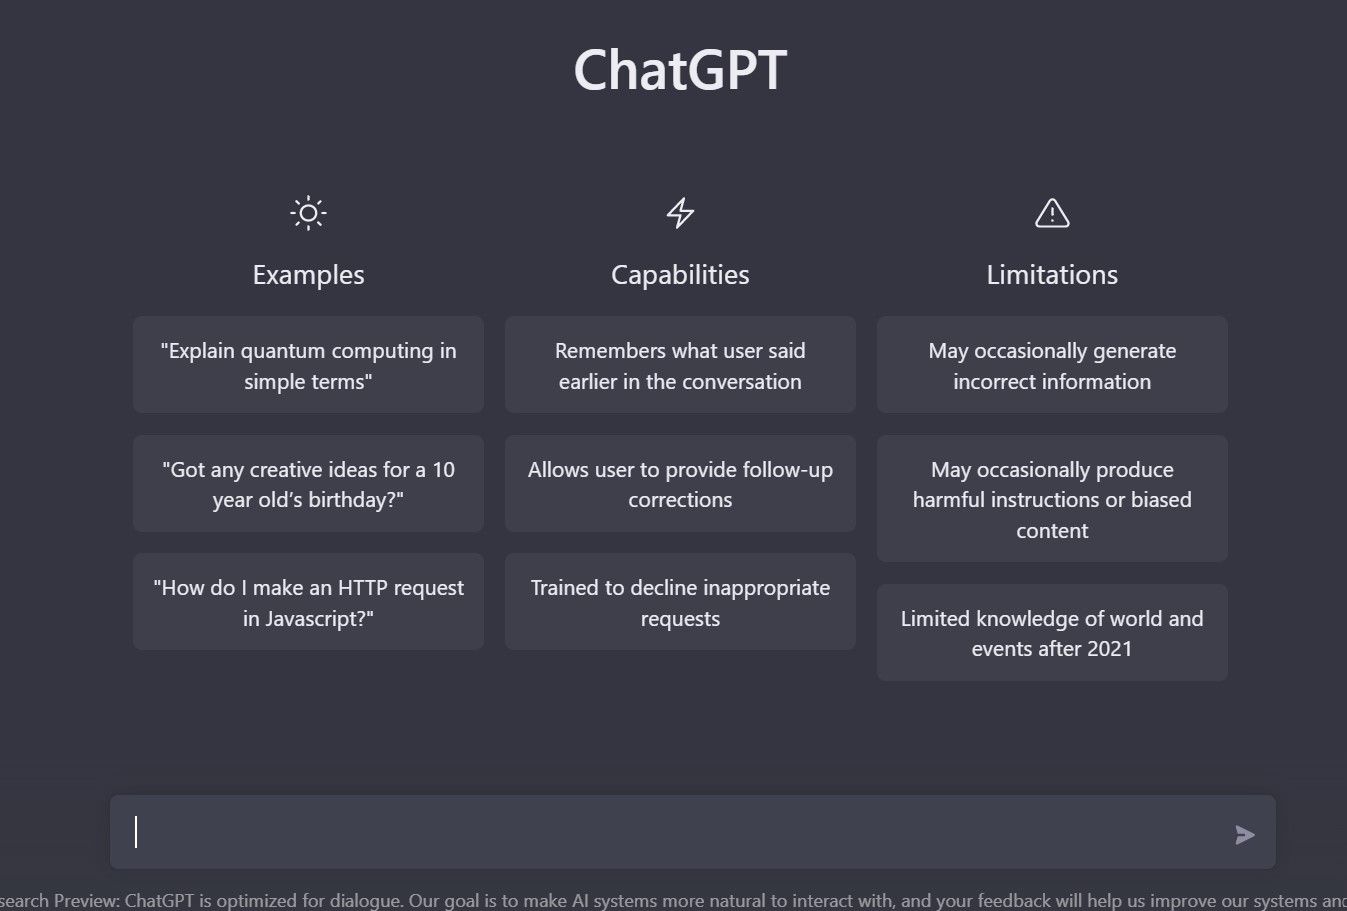 ChatGPT
Examples
"Explain quantum computing in
simple terms"
"Got any creative ideas for a 10
year old’s birthday?"
"How do I make an HTTP request
in Javascript?"
Capabilities
Remembers what user said
earlier in the conversation
Allows user to provide follow-up
corrections
Trained to decline inappropriate
requests
Limitations
May occasionally generate
incorrect information
May occasionally produce
harmful instructions or biased
content
Limited knowledge of world and
events after 2021
search Preview: ChatGPT is optimized for dialogue. Our goal is to make AI systems more natural to interact with, and your feedback will help us improve our systems and